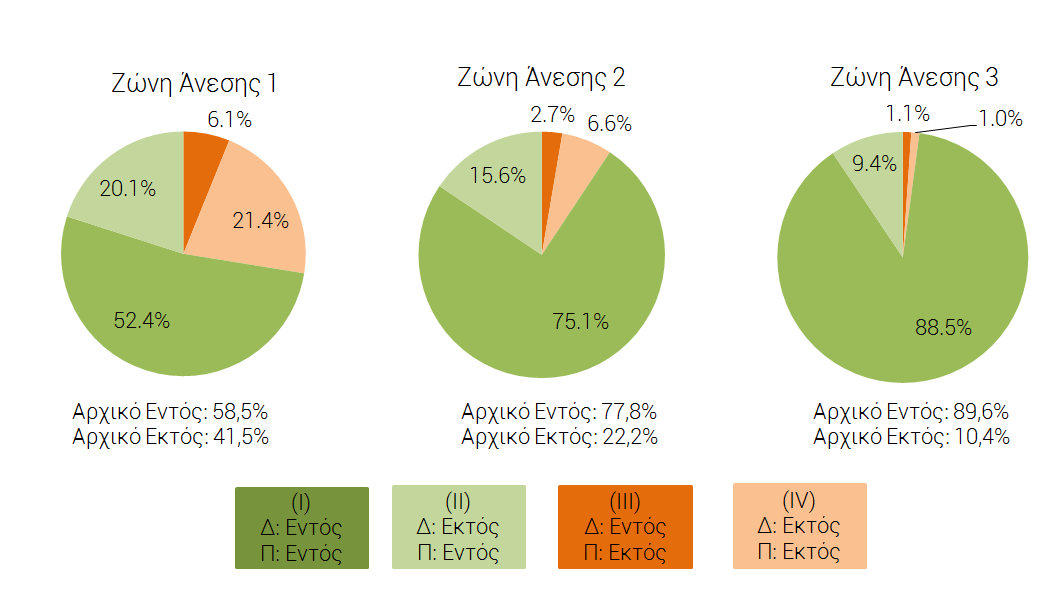 Ζώνη Άνεσης 1
6.1%
20.1%
21.4%
52.4%
Αρχικό Εντός: 58,5%
Αρχικό Εκτός: 41,5%
Ζώνη Άνεσης 2
2.7%
6.6%
15.6%
75.1%
Αρχικό Εντός: 77,8%
Αρχικό Εκτός: 22,2%
Ζώνη Άνεσης 3
1.1%
1.0%
9.4%
88.5%
Αρχικό Εντός: 89,6%
Αρχικό Εκτός: 10,4%
(I)
Δ: Εντός
Π: Εντός
(II)
Δ: Εκτός
Π: Εντός
(III)
Δ: Εντός
Π: Εκτός
(IV)
Δ: Εκτός
Π: Εκτός